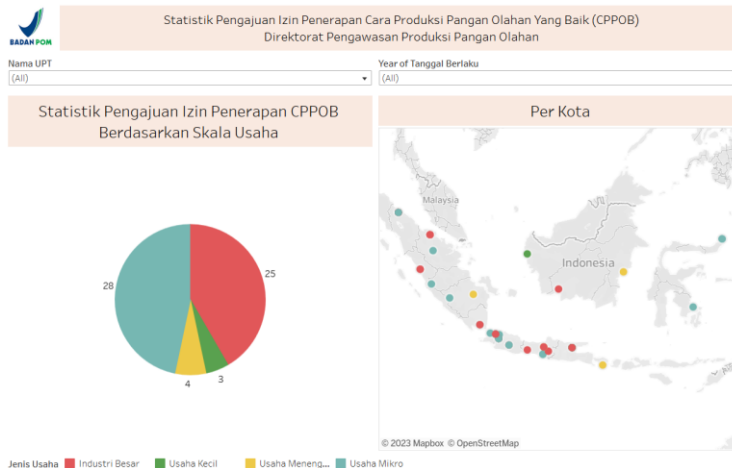 BADAN POM
Statistik Pengajuan Izin Penerapan Cara Produksi Pangan Olahan Yang Baik (CPPOB)
Direktorat Pengawasan Produksi Pangan Olahan
Nama UPT
(All)
Year of Tanggal Berlaku
(All)
Statistik Pengajuan Izin Penerapan CPPOB
Berdasarkan Skala Usaha
25
3
4
28
Per Kota
Malaysia
Indonesia
© 2023 Mapbox © OpenStreetMap
Jenis Usaha Industri Besar Usaha Kecil Usaha Meneng... Usaha Mikro